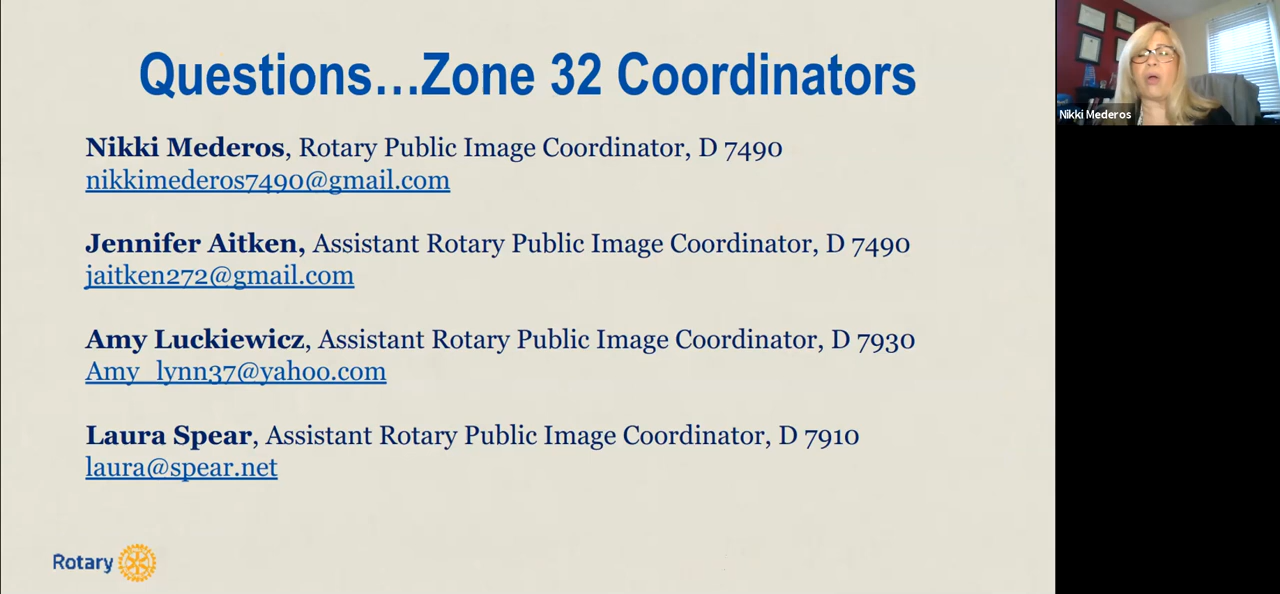 Questions…Zone 32 Coordinators
Nikki Mederos, Rotary Public Image Coordinator, D 7490
nikkimederos7490@gmail.com
Jennifer Aitken, Assistant Rotary Public Image Coordinator, D 7490
jaitken272@gmail.com
Amy Luckiewicz, Assistant Rotary Public Image Coordinator, D 7930
Amy_lynn37@yahoo.com
Laura Spear, Assistant Rotary Public Image Coordinator, D 7910
laura@spear.net
Rotary
Nikki Mederos